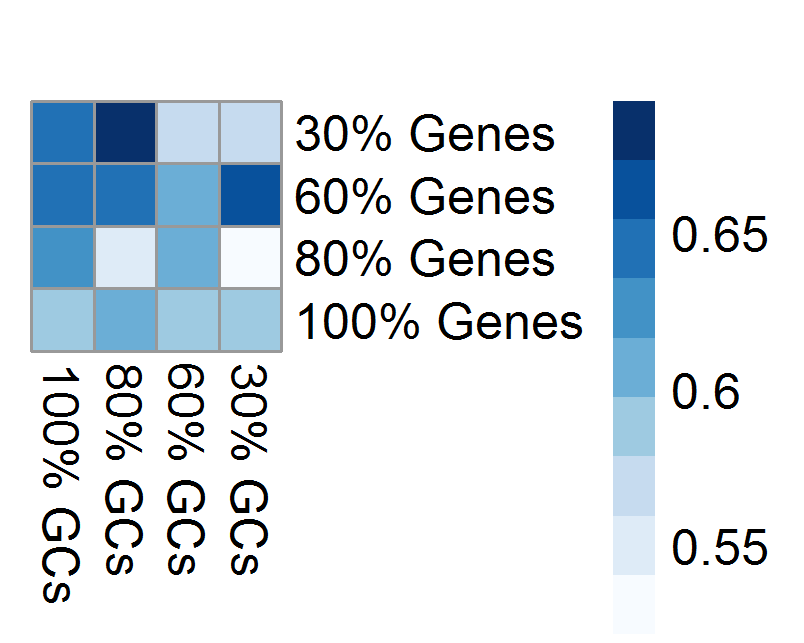 30% Genes
60% Genes
80% Genes
100% Genes
100% GCs
80% GCs
60% GCs
30% GCs
0.65
0.6
0.55